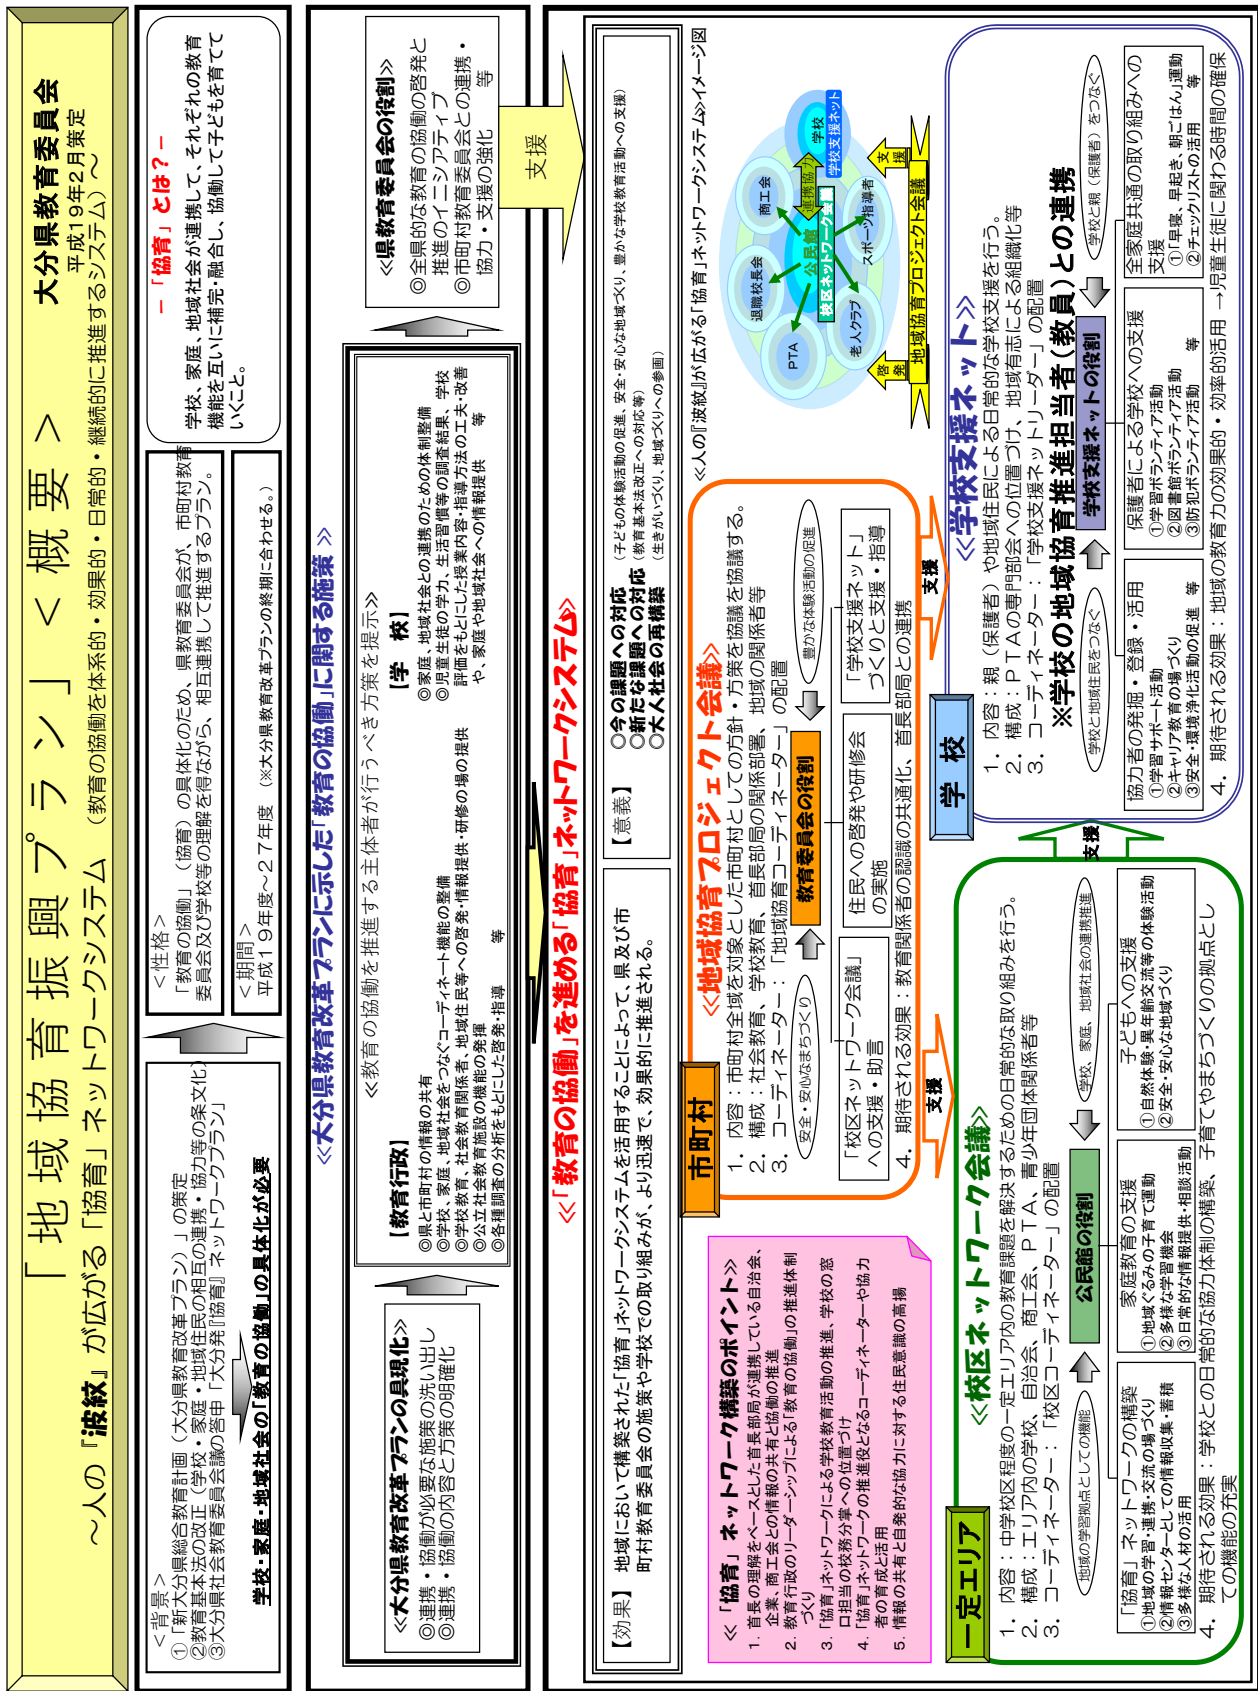 「地域協育振興プラン」＜概要＞
大分県教育委員会
平成19年2月策定
～人の『波紋』が広がる「協育」ネットワークシステム（教育の協働を体系的・効果的・日常的・継続的に推進するシステム）～
＜背景＞
①「新大分県総合教育計画（大分県教育改革プラン）」の策定
②教育基本法の改正（学校・家庭・地域住民の相互の連携・協力等の条文化）
③大分県社会教育委員会議の答申「大分発『協育』ネットワークプラン」
学校・家庭・地域社会の「教育の協働」の具体化が必要
＜性格＞
「教育の協働」（協育）の具体化のため、県教育委員会が、市町村教育
委員会及び学校等の理解を得ながら、相互連携して推進するプラン。
＜期間＞
平成19年度～27年度（※大分県教育改革プランの終期に合わせる。）
－「協育」とは？－
学校、家庭、地域社会が連携して、それぞれの教育
機能を互いに補完・融合し、協働して子どもを育てて
いくこと。
≪大分県教育改革プランに示した「教育の協働」に関する施策≫
≪大分県教育改革プランの具現化≫
◎連携・協働が必要な施策の洗い出し
◎連携・協働の内容と方策の明確化
≪教育の協働を推進する主体者が行うべき方策を提示≫
【教育行政】
◎県と市町村の情報の共有
◎学校、家庭、地域社会をつなぐコーディネート機能の整備
◎学校教育、社会教育関係者、地域住民等への啓発・情報提供・研修の場の提供
◎公立社会教育施設の機能の発揮
◎各種調査の分析をもとにした啓発・指導　等
【学　校】
◎家庭、地域社会との連携のための体制整備
◎児童生徒の学力、生活習慣等の調査結果、学校
評価をもとにした授業内容・指導方法の工夫・改善
や、家庭や地域社会への情報提供　等
≪県教育委員会の役割≫
◎全県的な教育の協働の啓発と
推進のイニシアティブ
◎市町村教育委員会との連携・
協力・支援の強化　等
支援
≪「教育の協働」を進める「協育」ネットワークシステム≫
【効果】
地域において構築された「協育」ネットワークシステムを活用することによって、県及び市
町村教育委員会の施策や学校での取り組みが、より迅速で、効果的に推進される。
【意義】
○今の課題への対応（子どもの体験活動の促進、安全・安心な地域づくり、豊かな学校教育活動への支援）
○新たな課題への対応（教育基本法改正への対応等）
○大人社会の再構築（生きがいづくり、地域づくりへの参画）
≪「協育」ネットワーク構築のポイント≫
1. 首長の理解をベースとした首長部局が連携している自治会、
企業、商工会との情報の共有と協働の推進
2. 教育行政のリーダーシップによる「教育の協働」の推進体制
づくり
3. 「協育」ネットワークによる学校教育活動の推進、学校の窓
口担当の校務分掌への位置づけ
4. 「協育」ネットワークの推進役となるコーディネーターや協力
者の育成と活用
5. 情報の共有と自発的な協力に対する住民意識の高揚
市町村
≪地域協育プロジェクト会議≫
1. 内容：市町村全域を対象とした市町村としての方針・方策を協議する。
2. 構成：社会教育、学校教育、首長部局の関係部署、地域の関係者等
3. コーディネーター：「地域協育コーディネーター」の配置
安全・安心なまちづくり
教育委員会の役割
豊かな体験活動の促進
「校区ネットワーク会議」
への支援・助言
住民への啓発や研修会
の実施
「学校支援ネット」
づくりと支援・指導
4. 期待される効果：教育関係者の認識の共通化、首長部局との連携
支援
支援
≪人の『波紋』が広がる「協育」ネットワークシステム≫イメージ図
PTA
退職校長会
商工会
学校
学校支援ネット
連携協力
公民館
校区ネットワーク会議
老人クラブ
スポーツ指導者
啓発
支援
地域協育プロジェクト会議
一定エリア
≪校区ネットワーク会議≫
1. 内容：中学校区程度の一定エリア内の教育課題を解決するための日常的な取り組みを行う。
2. 構成：エリア内の学校、自治会、商工会、PTA、青少年団体関係者等
3. コーディネーター：「校区コーディネーター」の配置
地域の学習拠点としての機能
公民館の役割
学校、家庭、地域社会の連携推進
「協育」ネットワークの構築
①地域の学習・連携・交流の場づくり
②情報センターとしての情報収集・蓄積
③多様な人材の活用
家庭教育の支援
①地域ぐるみの子育て運動
②多様な学習機会
③日常的な情報提供・相談活動
子どもへの支援
①自然体験・異年齢交流等の体験活動
②安全・安心な地域づくり
4. 期待される効果：学校との日常的な協力体制の構築、子育てやまちづくりの拠点とし
ての機能の充実
支援
学　校
≪学校支援ネット≫
1. 内容：親（保護者）や地域住民による日常的な学校支援を行う。
2. 構成：PTAの専門部会への位置づけ、地域有志による組織化等
3. コーディネーター：「学校支援ネットリーダー」の配置
※学校の地域協育推進担当者（教員）との連携
学校と地域住民をつなぐ
学校支援ネットの役割
学校と親（保護者）をつなぐ
協力者の発掘・登録・活用
①学習サポート活動
②キャリア教育の場づくり
③安全・環境浄化活動の促進　等
保護者による学校への支援
①学習ボランティア活動
②図書館ボランティア活動
③防犯ボランティア活動　等
全家庭共通の取り組みへの
支援
①「早寝、早起き、朝ごはん」運動
②チェックリストの活用　等
4. 期待される効果：地域の教育力の効果的・効率的活用　→児童生徒に関わる時間の確保